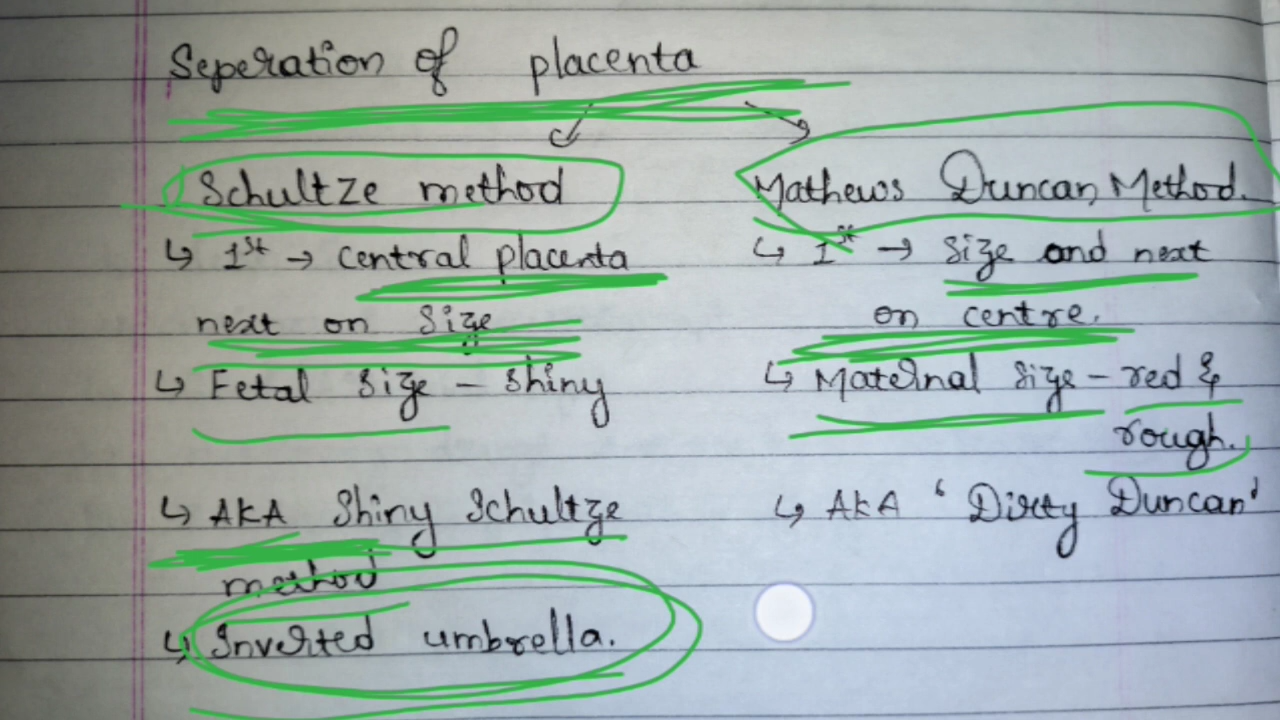 Seperation of placenta
Schultze method
↳ 1st → central placenta
next on Size
↳ Fetal size - shiny
↳ AKA Shiny Schultze
method
↳ Inverted umbrella.
Mathews Duncan Method.
↳ 1st → size and next
on centre.
↳ Maternal size - red &
rough.
↳ AKA 'Dirty Duncan'